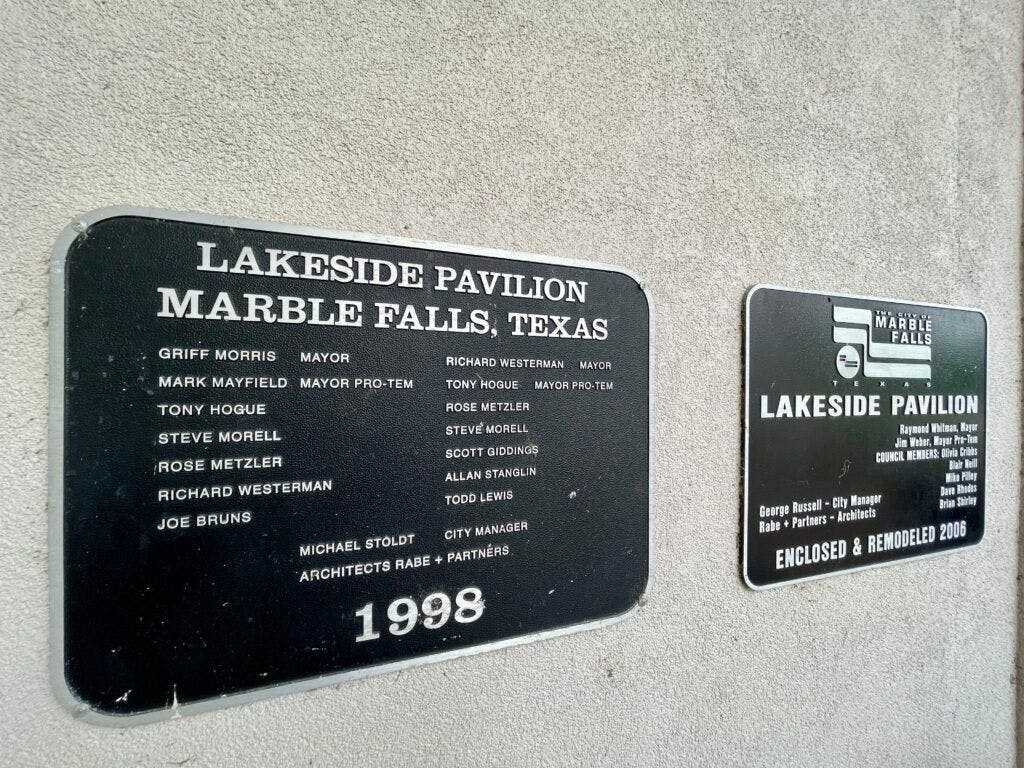 LAKESIDE PAVILION
MARBLE FALLS, TEXAS
GRIFF MORRIS MAYOR
MARK MAYFIELD MAYOR PRO-TEM
TONY HOGUE
STEVE MORELL
ROSE METZLER
RICHARD WESTERMAN
JOE BRUNS
RICHARD WESTERMAN MAYOR
TONY HOGUE MAYOR PRO-TEM
ROSE METZLER
STEVE MORELL
SCOTT GIDDINGS
ALLAN STANGLIN
TODD LEWIS
MICHAEL STOLDT CITY MANAGER
ARCHITECTS RABE + PARTNERS
1998
THE CITY OF
MARBLE
FALLS
TEXAS
LAKESIDE PAVILION
Raymond Whitman, Mayor
Jim Weber, Mayor Pro-Tem
COUNCIL MEMBERS: Olivia Cribbs
Blair Neill
Mike Pilley
Dave Rhodes
Brian Shirley
George Russell - City Manager
Rabe + Partners - Architects
ENCLOSED & REMODELED 2006